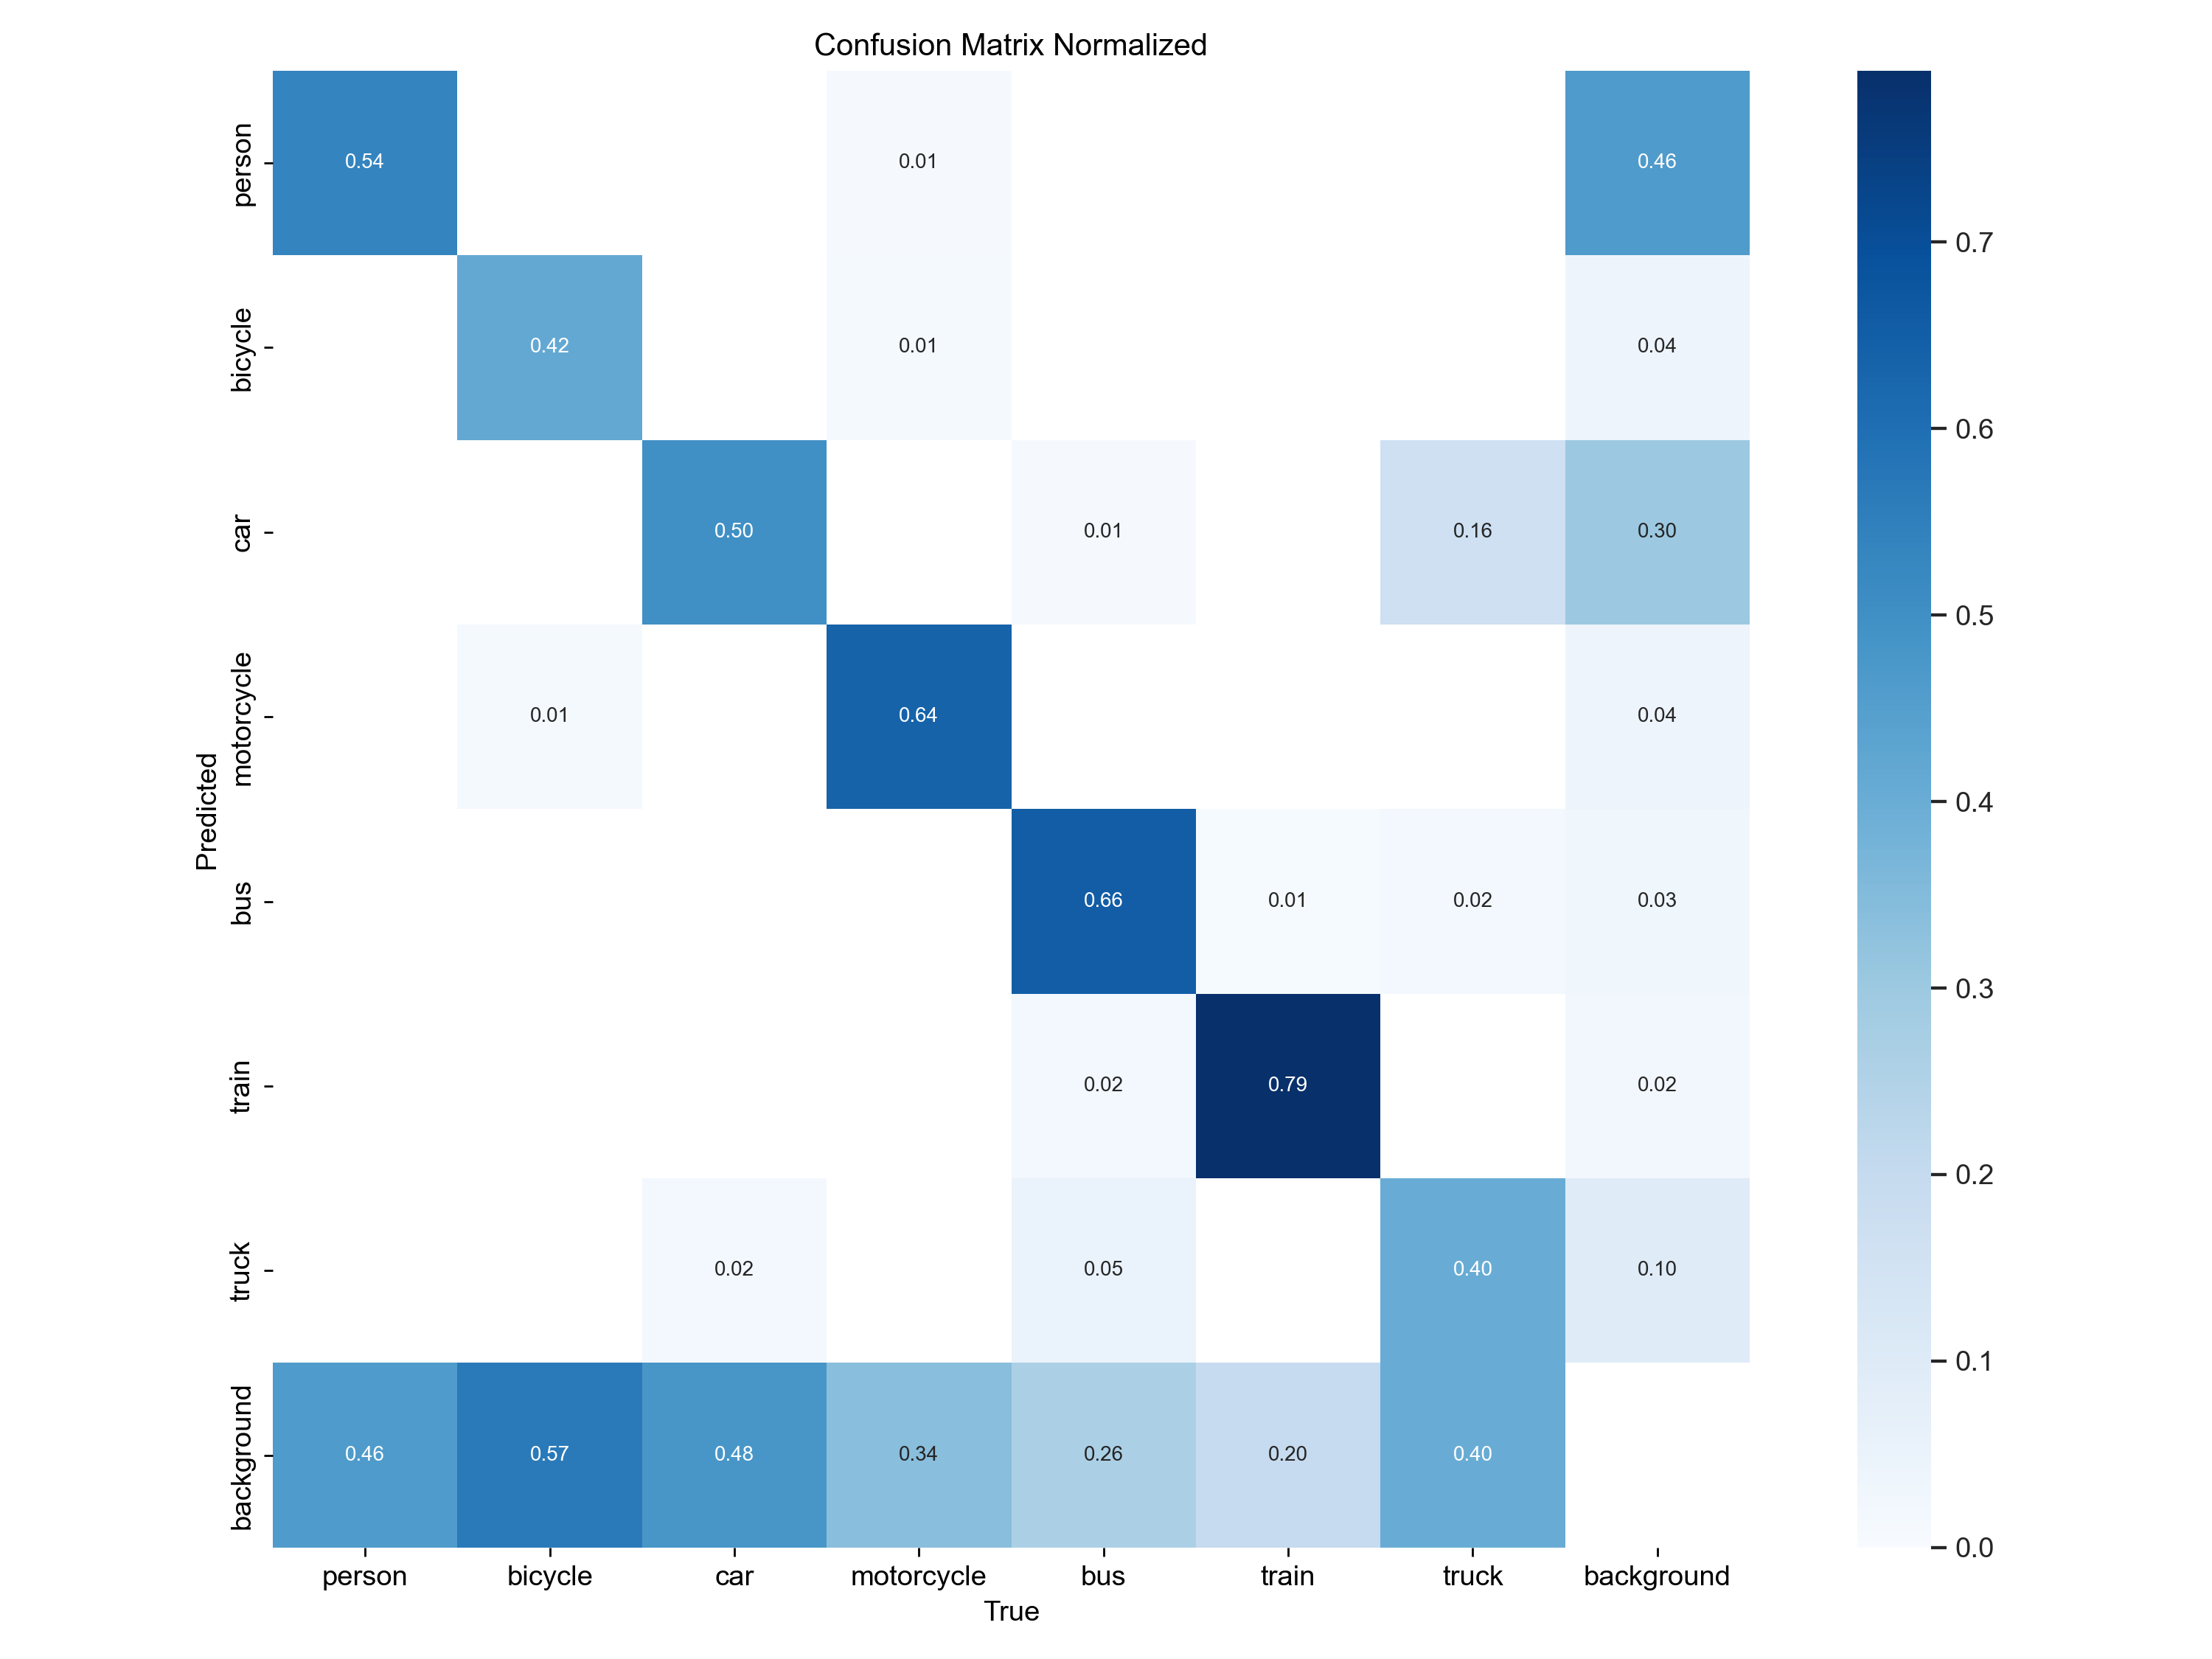 Confusion Matrix Normalized
person 0.54 0.01 0.46
bicycle 0.42 0.01 0.04
car 0.50 0.01 0.16 0.30
motorcycle 0.01 0.64 0.04
bus 0.66 0.01 0.02 0.03
train 0.02 0.79 0.02
truck 0.02 0.05 0.40 0.10
background 0.46 0.57 0.48 0.34 0.26 0.20 0.40
Predicted
person bicycle car motorcycle bus train truck background
True
0.7
0.6
0.5
0.4
0.3
0.2
0.1
0.0